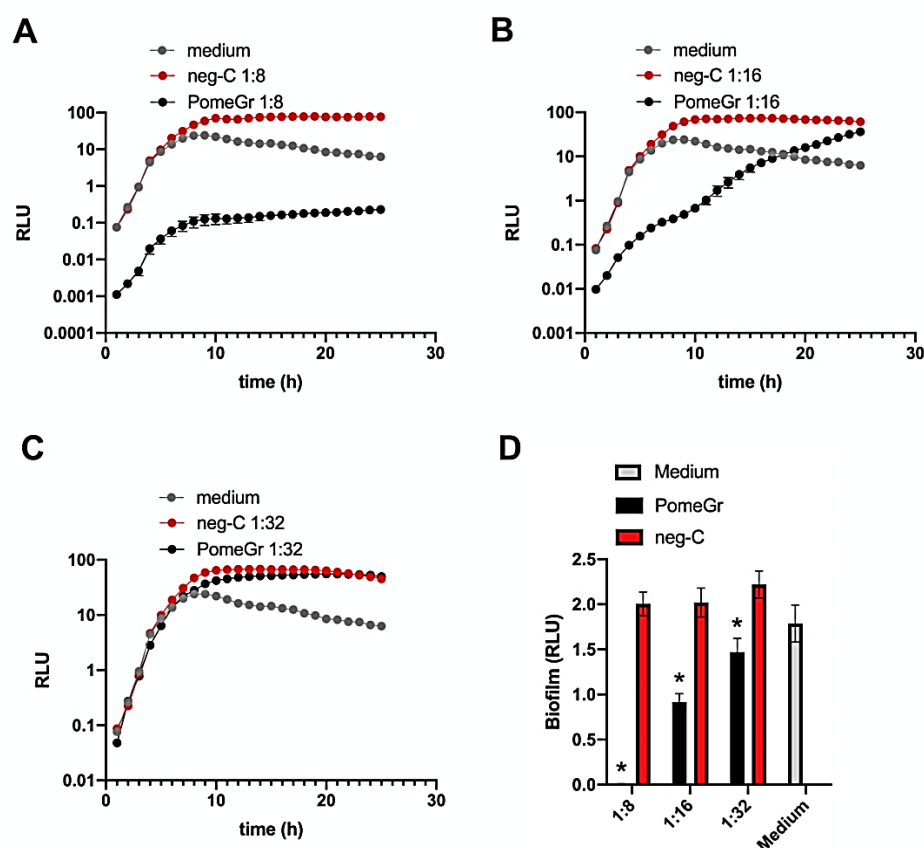 A
medium
neg-C 1:8
PomeGr 1:8
100
10
1
0.1
0.01
0.001
0.0001
RLU
0
10
20
30
time (h)
B
medium
neg-C 1:16
PomeGr 1:16
100
10
1
0.1
0.01
0.001
RLU
0
10
20
30
time (h)
C
medium
neg-C 1:32
PomeGr 1:32
100
10
1
0.1
0.01
RLU
0
10
20
30
time (h)
D
Medium
PomeGr
neg-C
2.5
2.0
1.5
1.0
0.5
0.0
Biofilm (RLU)
*
*
*
1:8
1:16
1:32
Medium